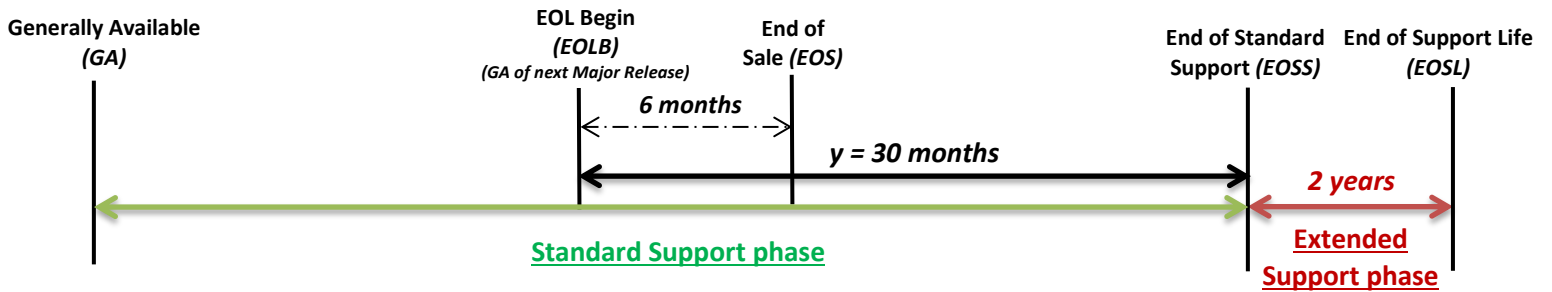 Generally Available
(GA)
EOL Begin
(EOLB)
(GA of next Major Release)
End of
Sale (EOS)
End of Standard
Support (EOSS)
End of Support Life
(EOSL)
6 months
y = 30 months
2 years
Standard Support phase
Extended
Support phase